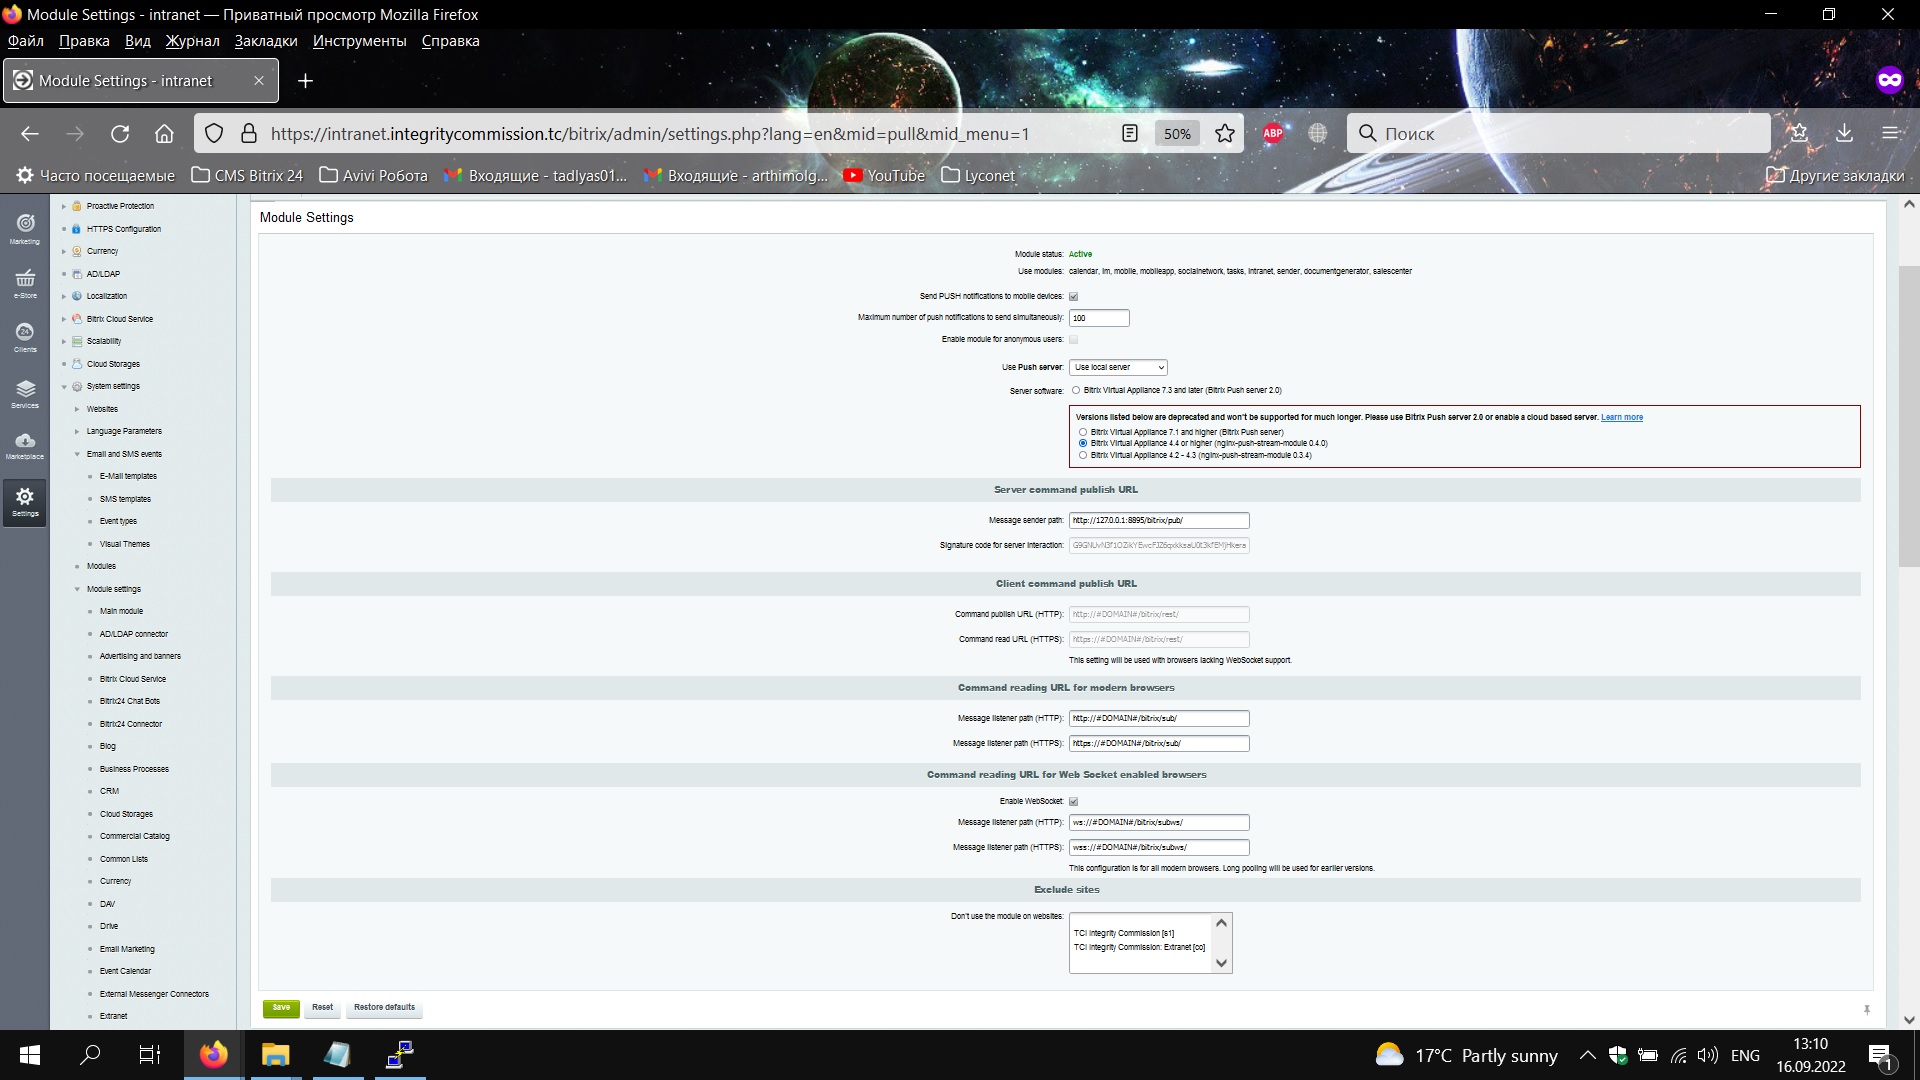 Module Settings - intranet — Приватный просмотр Mozilla Firefox
Файл Правка Вид Журнал Закладки Инструменты Справка
Module Settings - intranet
https://intranet.integritycommission.tc/bitrix/admin/settings.php?lang=en&mid=pull&mid_menu=1
50%
ABP
Поиск
Часто посещаемые CMS Bitrix 24 Avivi Робота Входящие - tadlyas01... Входящие - arthimolg... YouTube Lyconet Другие закладки
Marketing
e-Store
24
Clients
Services
Marketplace
Settings
Proactive Protection
HTTPS Configuration
Currency
AD/LDAP
Localization
Bitrix Cloud Service
Scalability
Cloud Storages
System settings
Websites
Language Parameters
Email and SMS events
E-Mail templates
SMS templates
Event types
Visual Themes
Modules
Module settings
Main module
AD/LDAP connector
Advertising and banners
Bitrix Cloud Service
Bitrix24 Chat Bots
Bitrix24 Connector
Blog
Business Processes
CRM
Cloud Storages
Commercial Catalog
Common Lists
Currency
DAV
Drive
Email Marketing
Event Calendar
External Messenger Connectors
Extranet
Module Settings
Module status: Active
Use modules: calendar, im, mobile, mobileapp, socialnetwork, tasks, intranet, sender, documentgenerator, salescenter
Send PUSH notifications to mobile devices:
Maximum number of push notifications to send simultaneously: 100
Enable module for anonymous users:
Use Push server: Use local server
Server software: Bitrix Virtual Appliance 7.3 and later (Bitrix Push server 2.0)
Versions listed below are deprecated and won't be supported for much longer. Please use Bitrix Push server 2.0 or enable a cloud based server. Learn more
Bitrix Virtual Appliance 7.1 and higher (Bitrix Push server)
Bitrix Virtual Appliance 4.4 or higher (nginx-push-stream-module 0.4.0)
Bitrix Virtual Appliance 4.2 - 4.3 (nginx-push-stream-module 0.3.4)
Server command publish URL
Message sender path: http://127.0.0.1:8895/bitrix/pub/
Signature code for server interaction:
Client command publish URL
Command publish URL (HTTP): http://#DOMAIN#/bitrix/rest/
Command read URL (HTTPS): https://#DOMAIN#/bitrix/rest/
This setting will be used with browsers lacking WebSocket support.
Command reading URL for modern browsers
Message listener path (HTTP): http://#DOMAIN#/bitrix/sub/
Message listener path (HTTPS): https://#DOMAIN#/bitrix/sub/
Command reading URL for Web Socket enabled browsers
Enable WebSocket:
Message listener path (HTTP): ws://#DOMAIN#/bitrix/subws/
Message listener path (HTTPS): wss://#DOMAIN#/bitrix/subws/
This configuration is for all modern browsers. Long pooling will be used for earlier versions.
Exclude sites
Don't use the module on websites:
TCI Integrity Commission [s1]
TCI Integrity Commission: Extranet [co]
Save Reset Restore defaults
17°C Partly sunny
ENG
13:10
16.09.2022
1